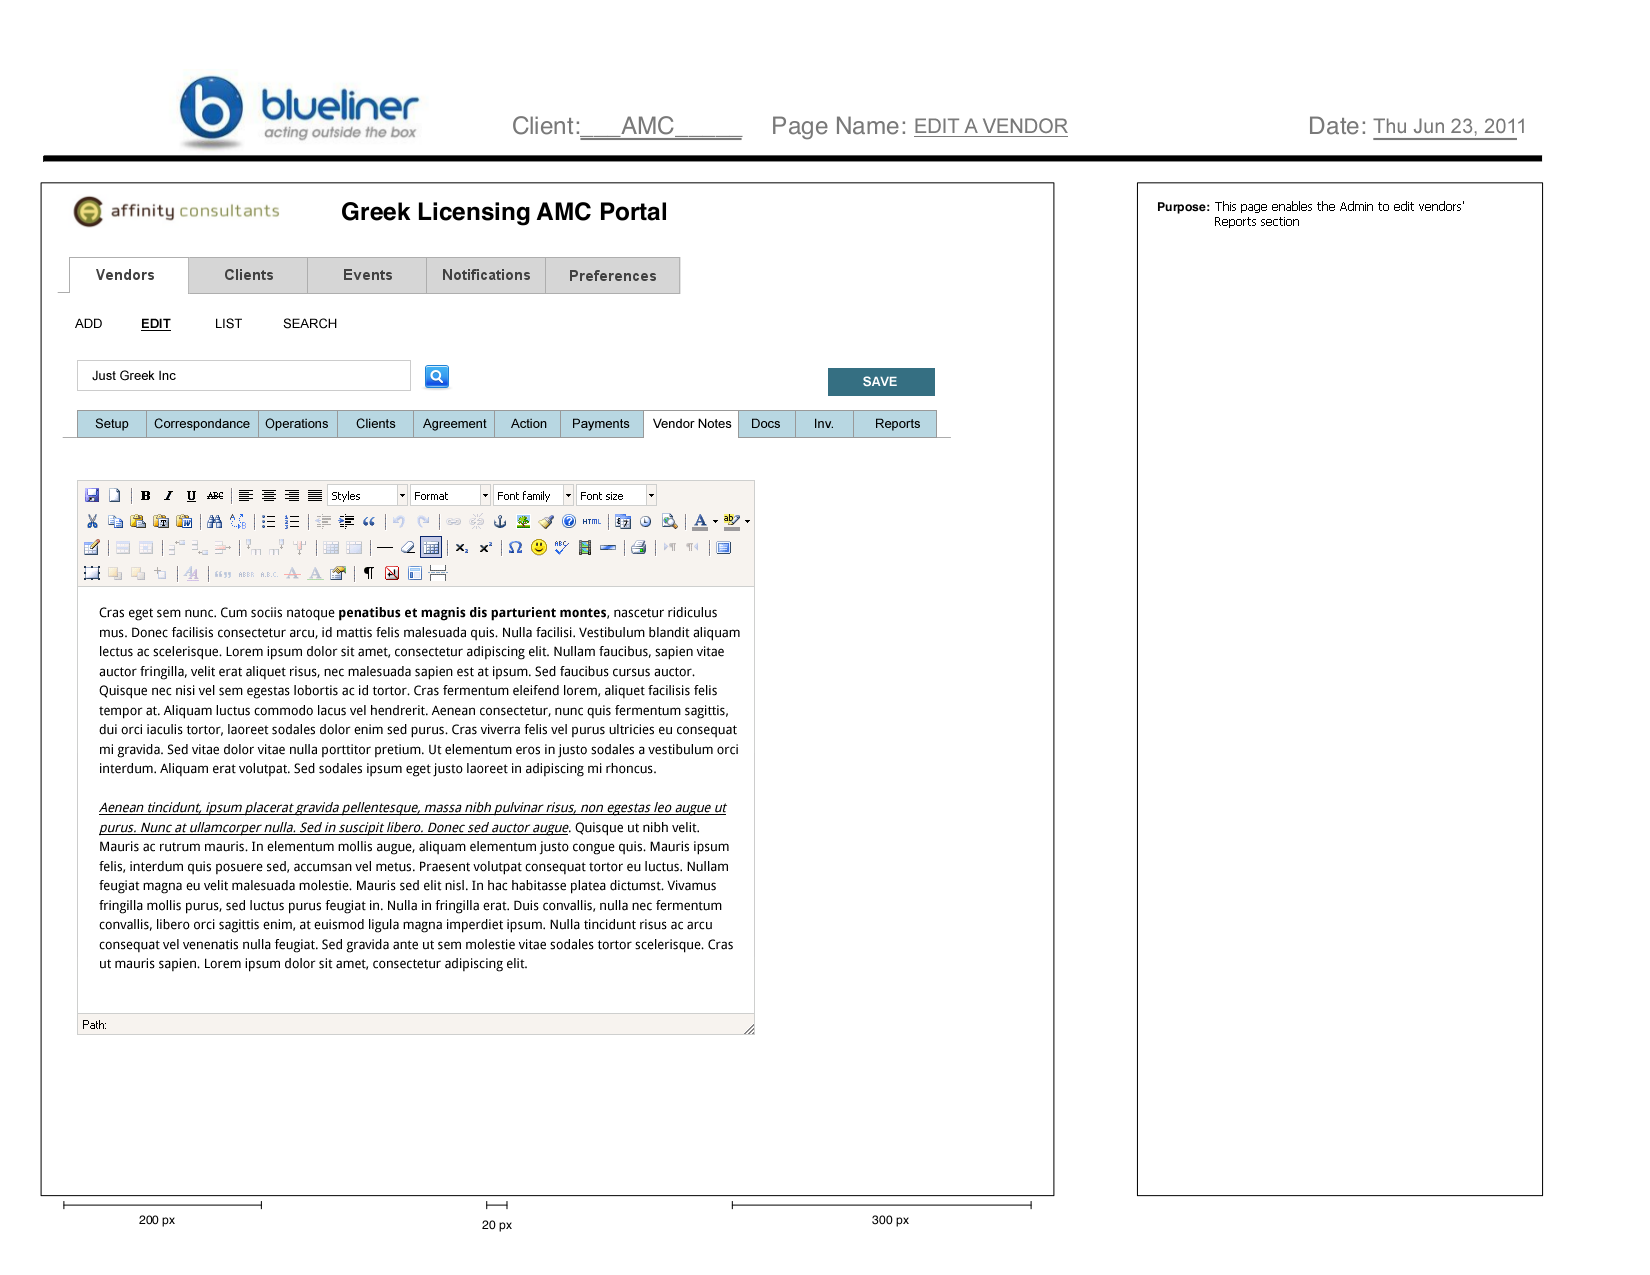 blueliner
acting outside the box
Client:___AMC_____ Page Name: EDIT A VENDOR Date: Thu Jun 23, 2011
affinity consultants
Greek Licensing AMC Portal
Purpose: This page enables the Admin to edit vendors'
Reports section
Vendors Clients Events Notifications Preferences
ADD EDIT LIST SEARCH
Just Greek Inc
SAVE
Setup Correspondance Operations Clients Agreement Action Payments Vendor Notes Docs Inv. Reports
B I U ABC Styles Format Font family Font size
HTML A ab
x₂ x² Ω ABC
A ABBR A.B.C. A A ¶
Cras eget sem nunc. Cum sociis natoque penatibus et magnis dis parturient montes, nascetur ridiculus
mus. Donec facilisis consectetur arcu, id mattis felis malesuada quis. Nulla facilisi. Vestibulum blandit aliquam
lectus ac scelerisque. Lorem ipsum dolor sit amet, consectetur adipiscing elit. Nullam faucibus, sapien vitae
auctor fringilla, velit erat aliquet risus, nec malesuada sapien est at ipsum. Sed faucibus cursus auctor.
Quisque nec nisi vel sem egestas lobortis ac id tortor. Cras fermentum eleifend lorem, aliquet facilisis felis
tempor at. Aliquam luctus commodo lacus vel hendrerit. Aenean consectetur, nunc quis fermentum sagittis,
dui orci iaculis tortor, laoreet sodales dolor enim sed purus. Cras viverra felis vel purus ultricies eu consequat
mi gravida. Sed vitae dolor vitae nulla porttitor pretium. Ut elementum eros in justo sodales a vestibulum orci
interdum. Aliquam erat volutpat. Sed sodales ipsum eget justo laoreet in adipiscing mi rhoncus.
Aenean tincidunt, ipsum placerat gravida pellentesque, massa nibh pulvinar risus, non egestas leo augue ut
purus. Nunc at ullamcorper nulla. Sed in suscipit libero. Donec sed auctor augue. Quisque ut nibh velit.
Mauris ac rutrum mauris. In elementum mollis augue, aliquam elementum justo congue quis. Mauris ipsum
felis, interdum quis posuere sed, accumsan vel metus. Praesent volutpat consequat tortor eu luctus. Nullam
feugiat magna eu velit malesuada molestie. Mauris sed elit nisl. In hac habitasse platea dictumst. Vivamus
fringilla mollis purus, sed luctus purus feugiat in. Nulla in fringilla erat. Duis convallis, nulla nec fermentum
convallis, libero orci sagittis enim, at euismod ligula magna imperdiet ipsum. Nulla tincidunt risus ac arcu
consequat vel venenatis nulla feugiat. Sed gravida ante ut sem molestie vitae sodales tortor scelerisque. Cras
ut mauris sapien. Lorem ipsum dolor sit amet, consectetur adipiscing elit.
Path:
200 px 20 px 300 px